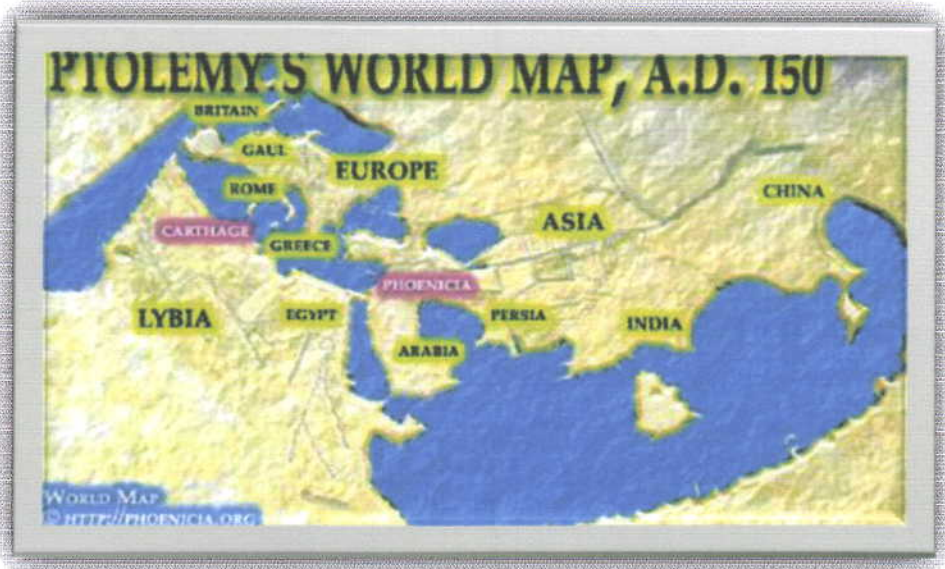 PTOLEMY'S WORLD MAP, A.D. 150
BRITAIN
GAUL
EUROPE
ROME
CHINA
CARTHAGE
ASIA
GREECE
PHOENICIA
LYBIA
EGYPT
PERSIA
INDIA
ARABIA
WORLD MAP
© HTTP://PHOENICIA.ORG